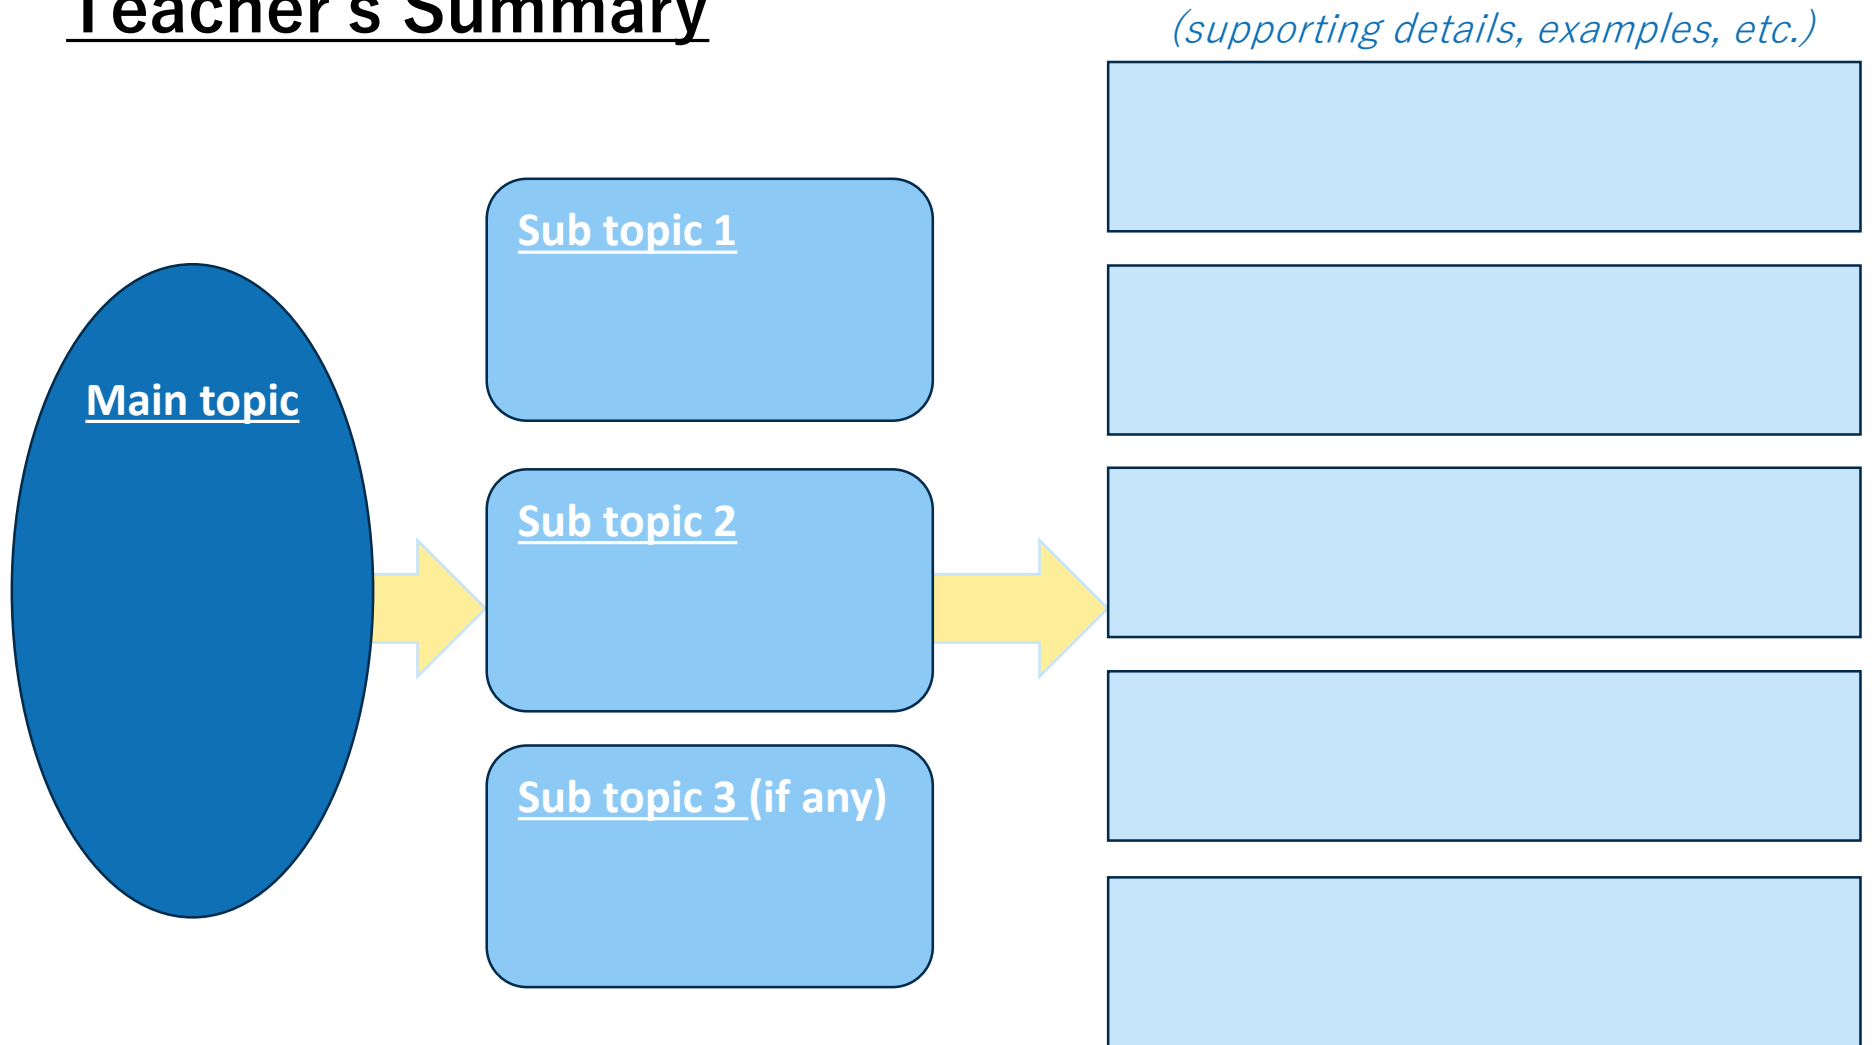 Teacher's Summary
(supporting details, examples, etc.)
Sub topic 1
Main topic
Sub topic 2
Sub topic 3 (if any)